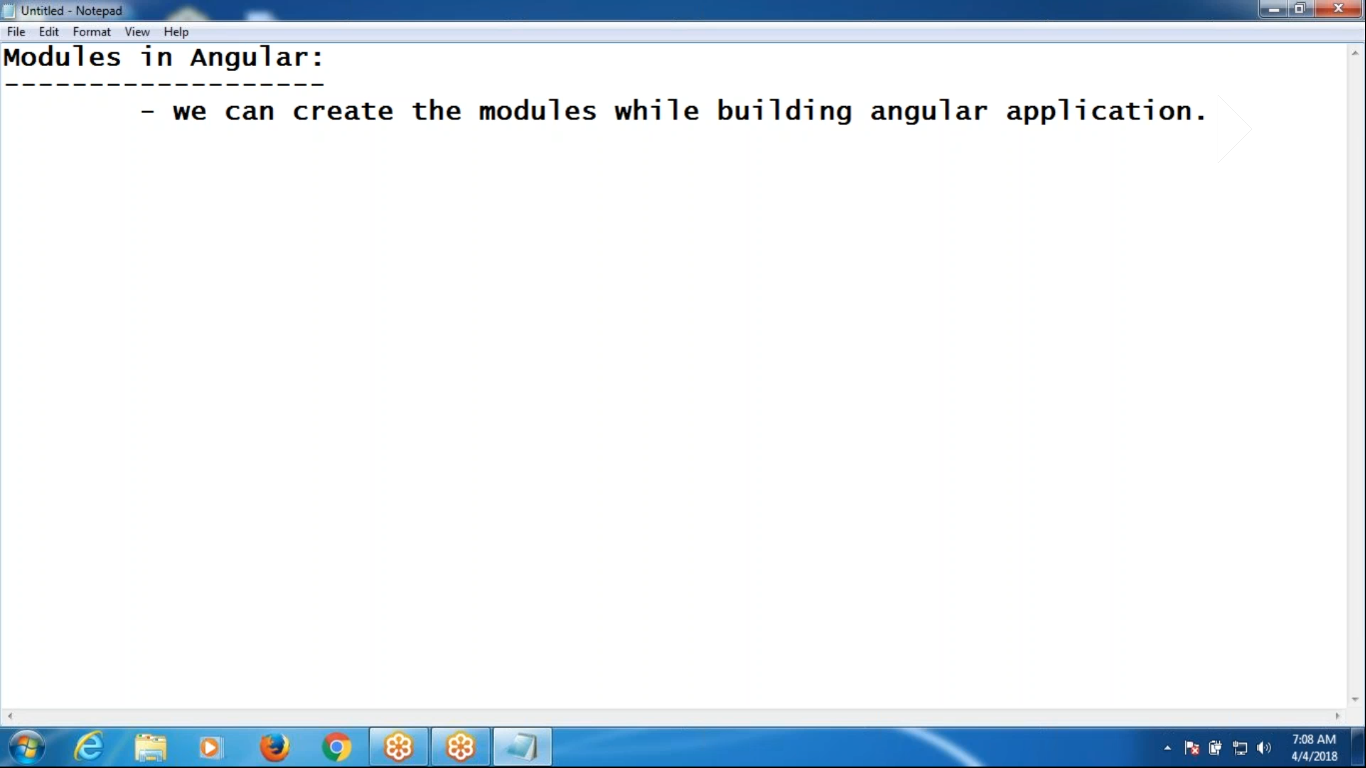 Untitled - Notepad
File Edit Format View Help
Modules in Angular:
-------------------
- we can create the modules while building angular application.
7:08 AM
4/4/2018